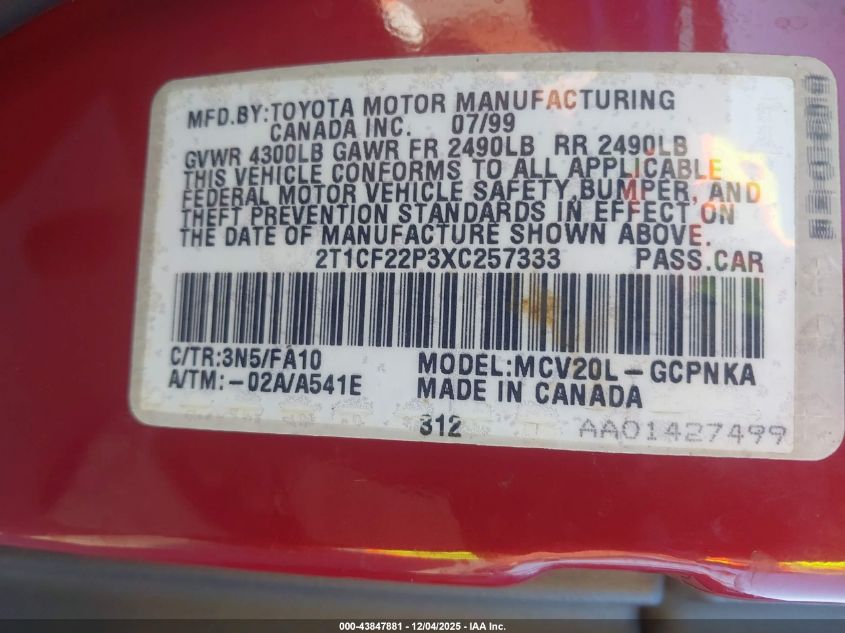 MFD.BY:TOYOTA MOTOR MANUFACTURING
CANADA INC. 07/99
GVWR 4300LB GAWR FR 2490LB RR 2490LB
THIS VEHICLE CONFORMS TO ALL APPLICABLE
FEDERAL MOTOR VEHICLE SAFETY,BUMPER, AND
THEFT PREVENTION STANDARDS IN EFFECT ON
THE DATE OF MANUFACTURE SHOWN ABOVE.
2T1CF22P3XC257333 PASS.CAR
C/TR:3N5/FA10 MODEL:MCV20L-GCPNKA
A/TM:-02A/A541E MADE IN CANADA
312 AA01427499
000-43847881 - 12/04/2025 - IAA Inc.